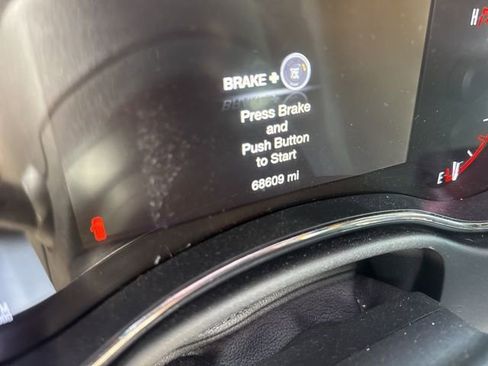 H
BRAKE +
Press Brake
and
Push Button
to Start
68609 mi
E